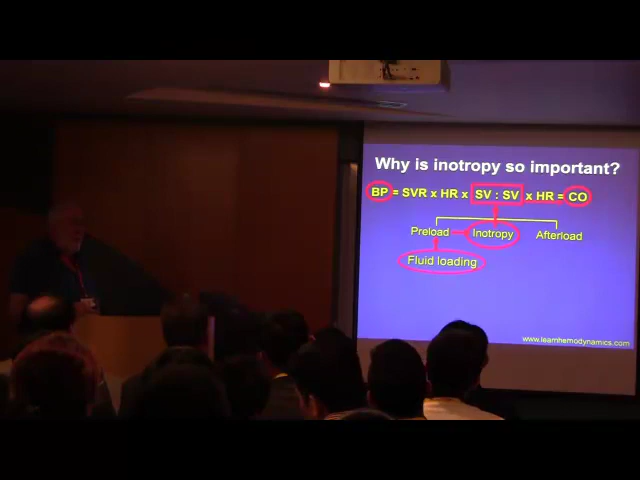 Why is inotropy so important?
BP = SVR x HR x SV : SV x HR = CO
Preload Inotropy Afterload
Fluid loading
www.learnhemodynamics.com